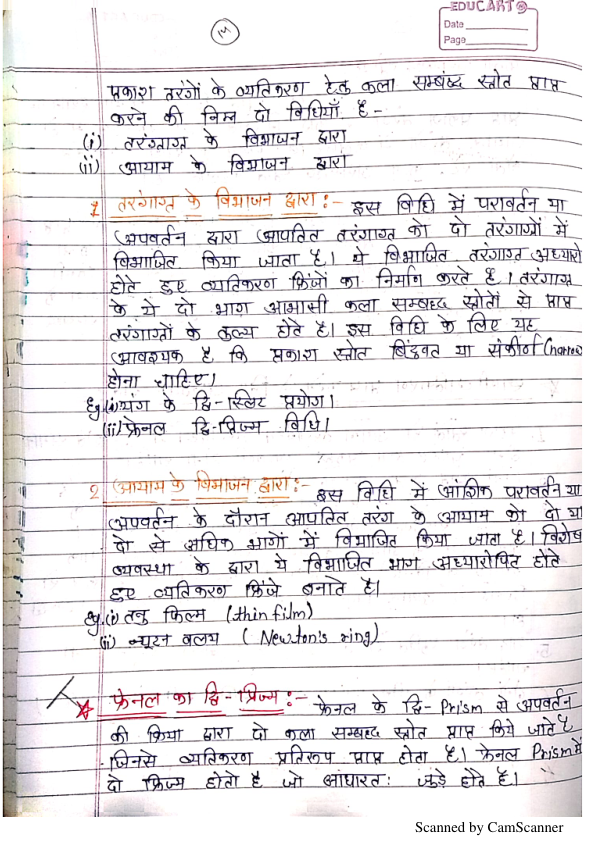 EDUCART
Date
Page
प्रकाश तरंगों के व्यतिकरण हेतु कला सम्बंध्द स्त्रोत प्राप्त
करने की निम्न दो विधियाँ है -
(i) तरंगाग्र के विभाजन द्वारा
(ii) आयाम के विभाजन द्वारा
1 तरंगाग्र के विभाजन द्वारा :- इस विधि में परावर्तन या
अपवर्तन द्वारा आपतित तरंगाग्र को दो तरंगाग्रों में
विभाजित किया जाता है। ये विभाजित तरंगाग्र अध्यारो
होते हुए व्यतिकरण फ्रिंजों का निर्माण करते है। तरंगाग्र
के ये दो भाग आभासी कला सम्बध्द स्त्रोतों से प्राप्त
तरंगाग्रों के तुल्य होते है। इस विधि के लिए यह
आवश्यक है कि प्रकाश स्त्रोत बिंदुवत या संकीर्ण (narrow
होना चाहिए।
Eg.(i) यंग के द्वि-स्लिट प्रयोग।
(ii) फ्रेनल द्वि-प्रिज्म विधि।
2 आयाम के विभाजन द्वारा :- इस विधि में आंशिक परावर्तन या
अपवर्तन के दौरान आपतित तरंग के आयाम को दो या
दो से अधिक भागों में विभाजित किया जाता है। विशेष
व्यवस्था के द्वारा ये विभाजित भाग अध्यारोपित होते
हुए व्यतिकरण फ्रिंजे बनाते है।
Eg.(i) तनु फिल्म (thin film)
(ii) न्यूटन वलय (Newton's ring)
फ्रेनल का द्वि-प्रिज्म :- फ्रेनल के द्वि-Prism से अपवर्तन
की क्रिया द्वारा दो कला सम्बध्द स्त्रोत प्राप्त किये जाते है
जिनसे व्यतिकरण प्रतिरूप प्राप्त होता है। फ्रेनल Prism में
दो प्रिज्म होते है जो आधारतः जुड़े होते है।
Scanned by CamScanner